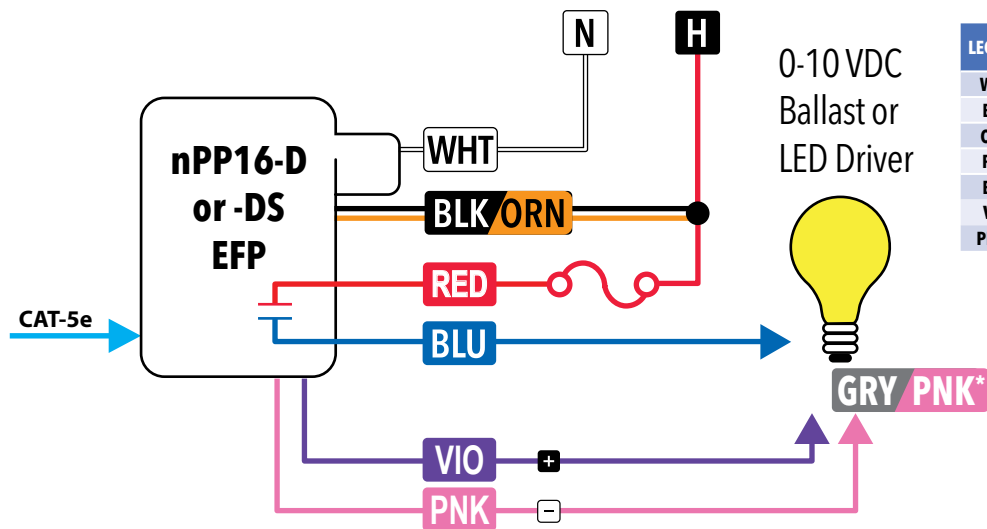 N
H
0-10 VDC
Ballast or
LED Driver
nPP16-D
or -DS
EFP
WHT
BLK/ORN
RED
CAT-5e
BLU
GRY/PNK*
VIO +
PNK −